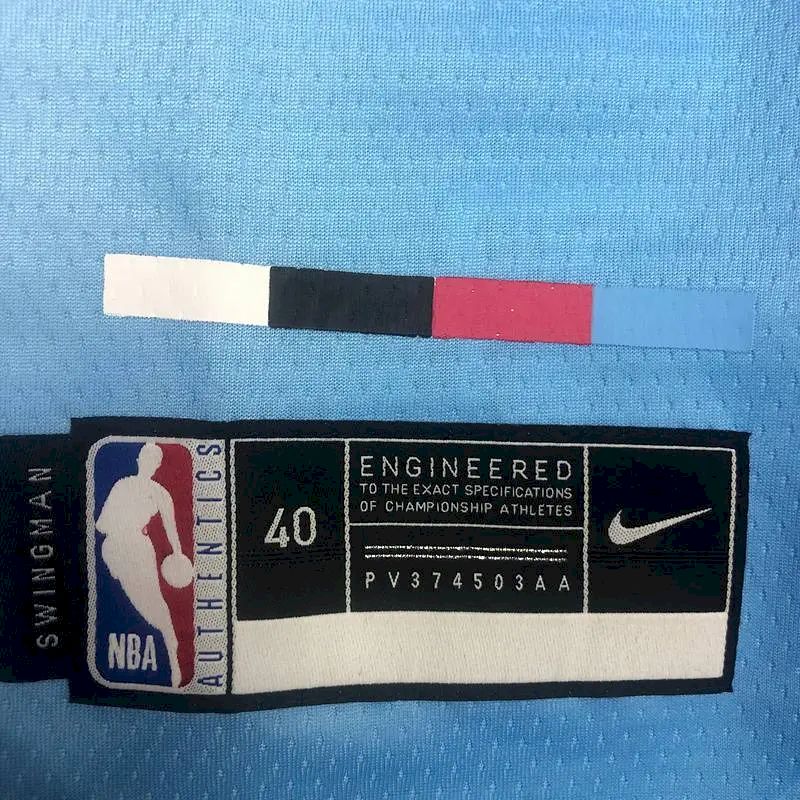 SWINGMAN
NBA
AUTHENTICS
40
ENGINEERED
TO THE EXACT SPECIFICATIONS
OF CHAMPIONSHIP ATHLETES
PV374503AA